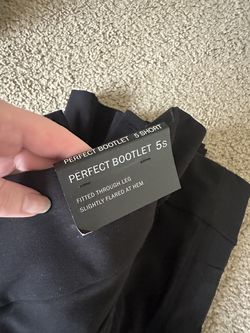 PERFECT BOOTLET 5 SHORT
PERFECT BOOTLET 5S
FITTED THROUGH LEG
SLIGHTLY FLARED AT HEM